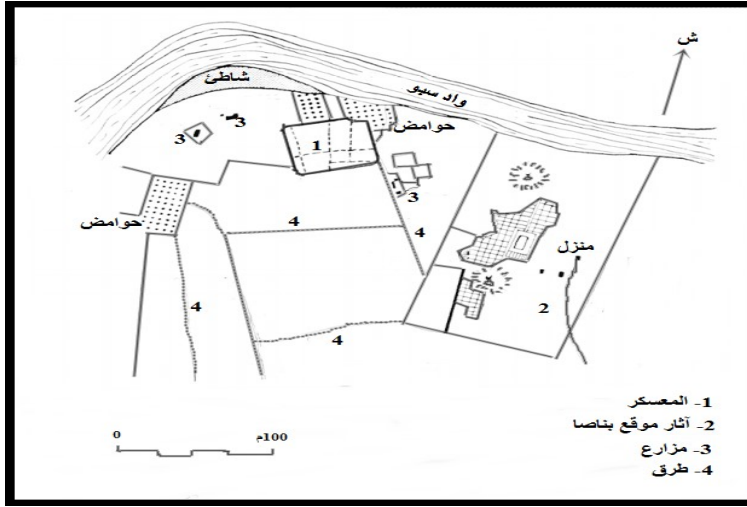 ش
شاطئ
واد سبو
حوامض
3
3
1
3
حوامض
4
4
منزل
2
4
4
1- المعسكر
2- آثار موقع بناصا
3- مزارع
4- طرق
0
100م